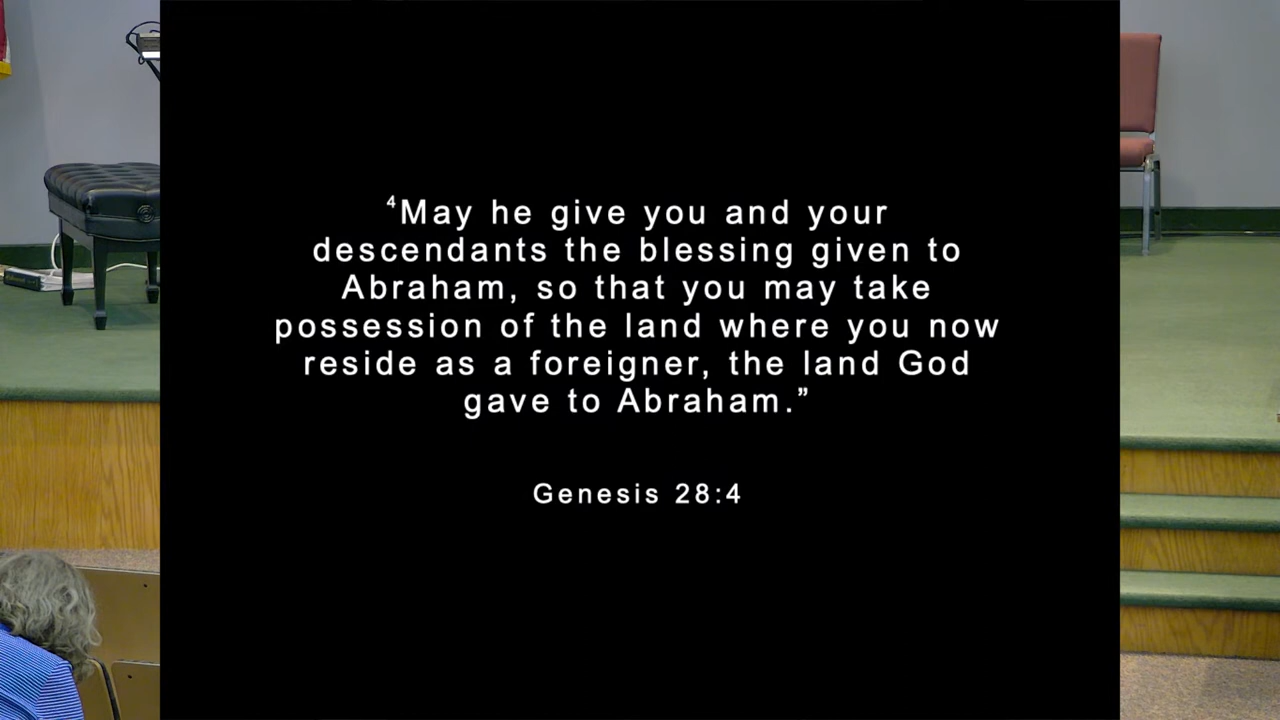 ⁴May he give you and your
descendants the blessing given to
Abraham, so that you may take
possession of the land where you now
reside as a foreigner, the land God
gave to Abraham.”
Genesis 28:4